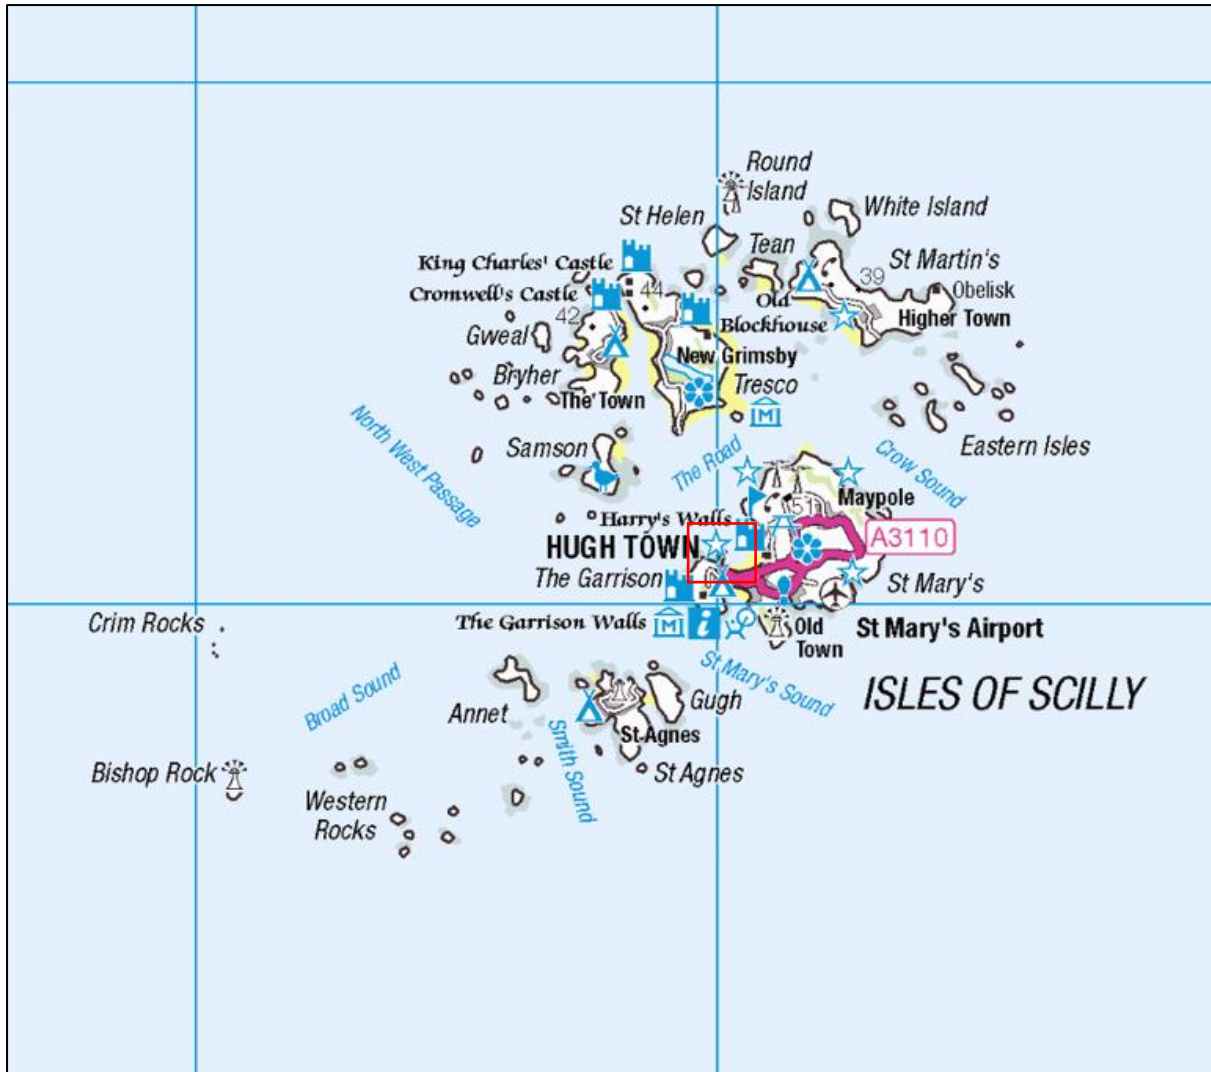 Round
Island
White Island
St Helen
Tean
St Martin's
King Charles' Castle
39
Cromwell's Castle
44
Old
Obelisk
42
Blockhouse
Higher Town
Gweal
New Grimsby
Bryher
Tresco
The Town
M
North West Passage
Samson
The Road
Crow Sound
Eastern Isles
Maypole
Harry's Walls
51
HUGH TOWN
A3110
The Garrison
St Mary's
Crim Rocks
The Garrison Walls
M
i
Old
Town
St Mary's Airport
St Mary's Sound
Broad Sound
Annet
Gugh
ISLES OF SCILLY
Smith Sound
St Agnes
Bishop Rock
St Agnes
Western
Rocks